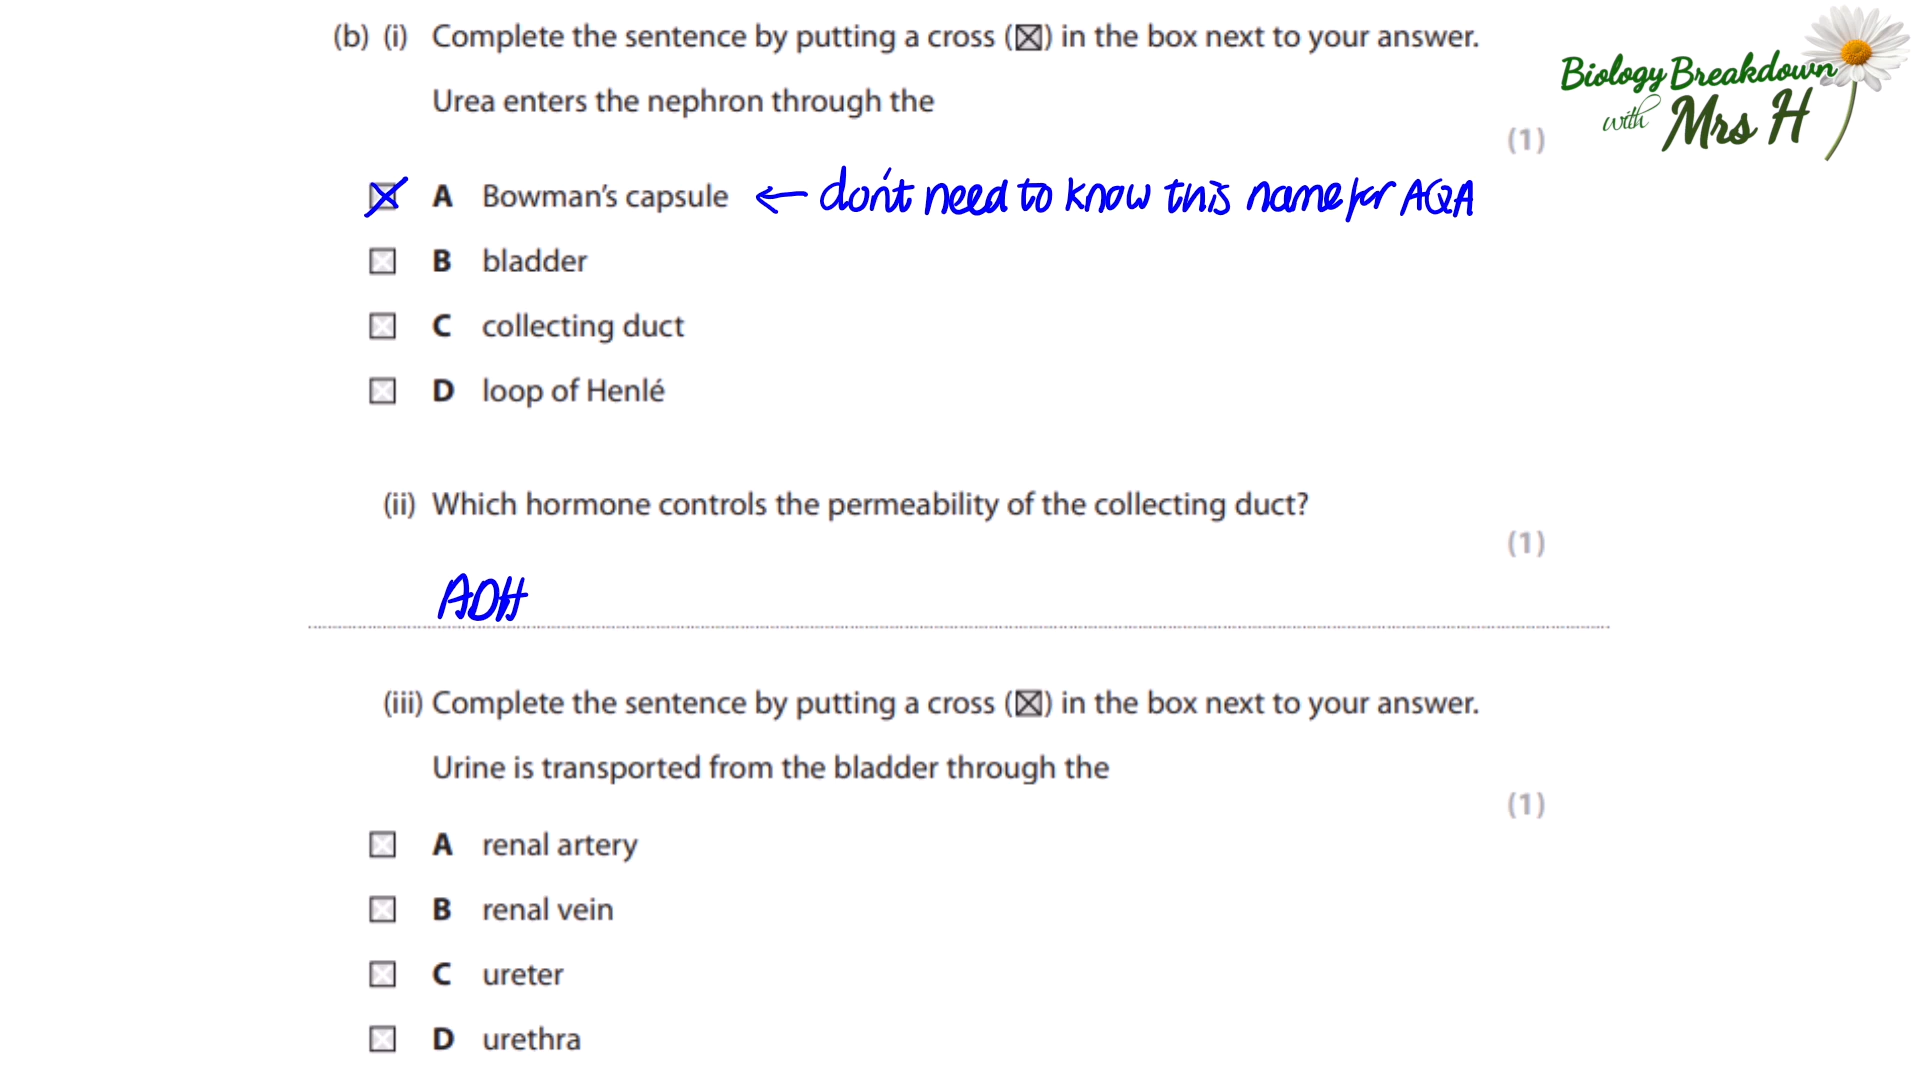 (b) (i) Complete the sentence by putting a cross (☒) in the box next to your answer.
Urea enters the nephron through the
(1)
A Bowman's capsule ← don't need to know this name for AQA
B bladder
C collecting duct
D loop of Henlé
(ii) Which hormone controls the permeability of the collecting duct?
(1)
ADH
(iii) Complete the sentence by putting a cross (☒) in the box next to your answer.
Urine is transported from the bladder through the
(1)
A renal artery
B renal vein
C ureter
D urethra
Biology Breakdown
with Mrs H